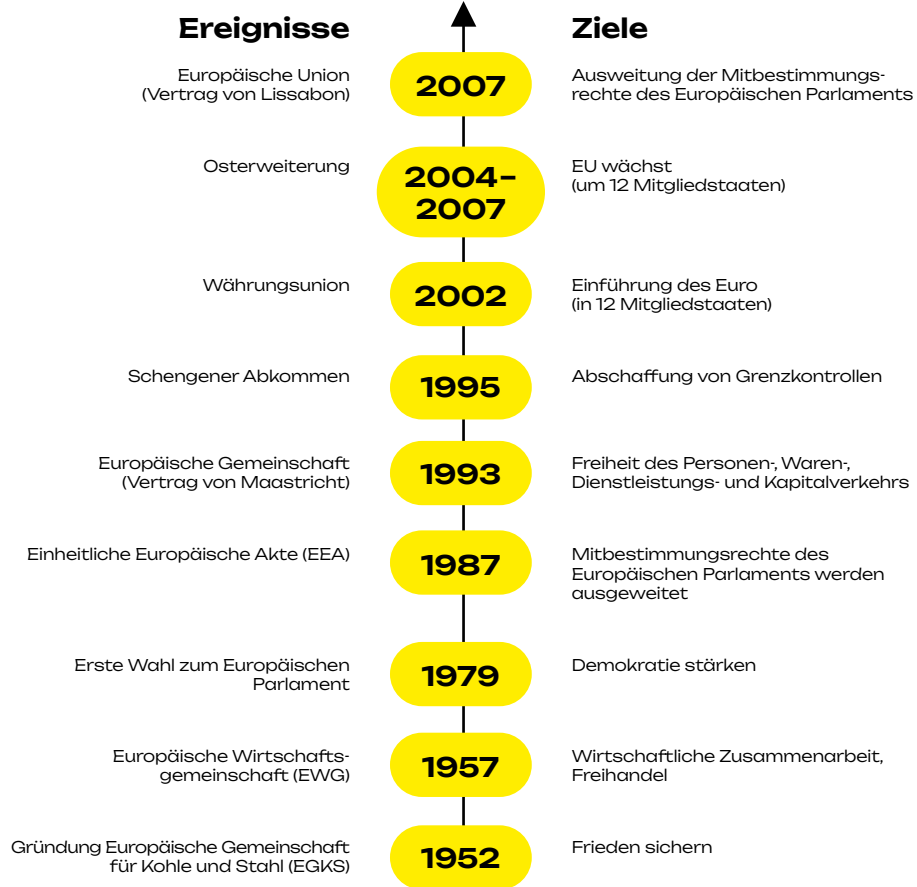 Ereignisse
Ziele
Europäische Union
(Vertrag von Lissabon)
2007
Ausweitung der Mitbestimmungs-
rechte des Europäischen Parlaments
Osterweiterung
2004–
2007
EU wächst
(um 12 Mitgliedstaaten)
Währungsunion
2002
Einführung des Euro
(in 12 Mitgliedstaaten)
Schengener Abkommen
1995
Abschaffung von Grenzkontrollen
Europäische Gemeinschaft
(Vertrag von Maastricht)
1993
Freiheit des Personen-, Waren-,
Dienstleistungs- und Kapitalverkehrs
Einheitliche Europäische Akte (EEA)
1987
Mitbestimmungsrechte des
Europäischen Parlaments werden
ausgeweitet
Erste Wahl zum Europäischen
Parlament
1979
Demokratie stärken
Europäische Wirtschafts-
gemeinschaft (EWG)
1957
Wirtschaftliche Zusammenarbeit,
Freihandel
Gründung Europäische Gemeinschaft
für Kohle und Stahl (EGKS)
1952
Frieden sichern